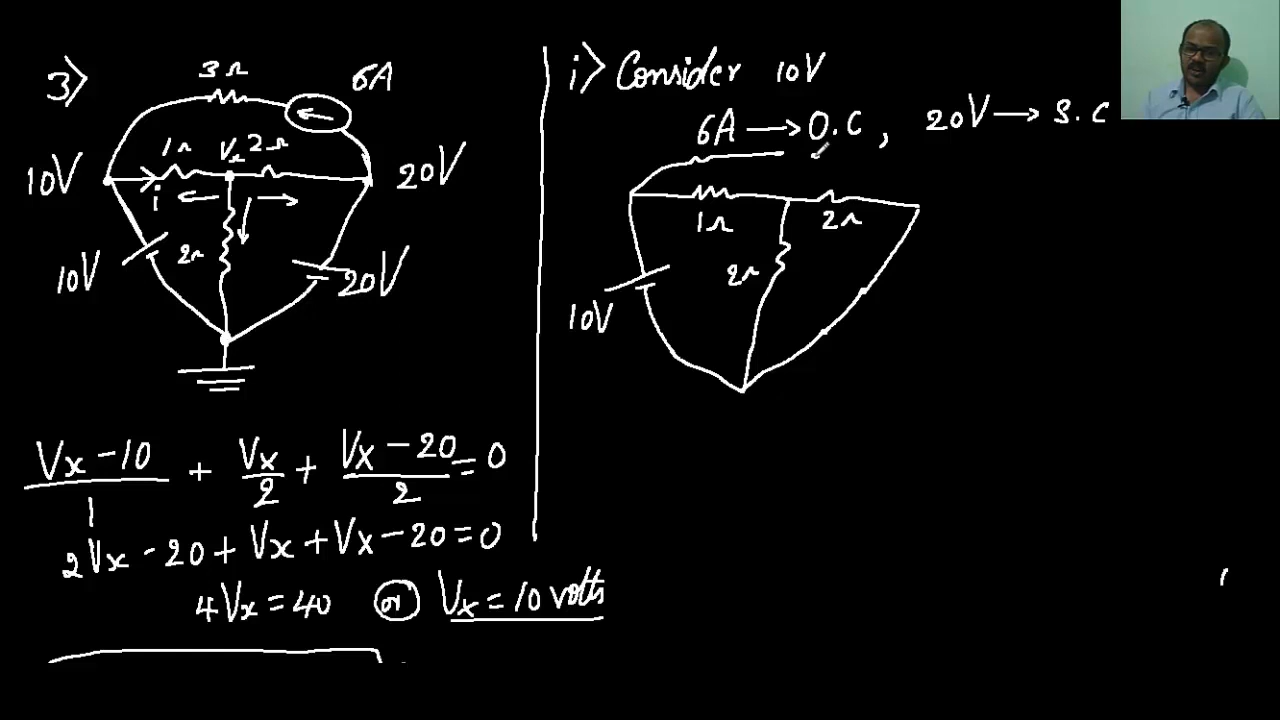 3)
3Ω 6A
1Ω Vx 2Ω
10V 20V
i
2Ω
10V 20V
Vx - 10 / 1 + Vx / 2 + Vx - 20 / 2 = 0
2Vx - 20 + Vx + Vx - 20 = 0
4Vx = 40 or Vx = 10 volts
i) Consider 10V
6A → O.C , 20V → S.C
1Ω 2Ω
2Ω
10V